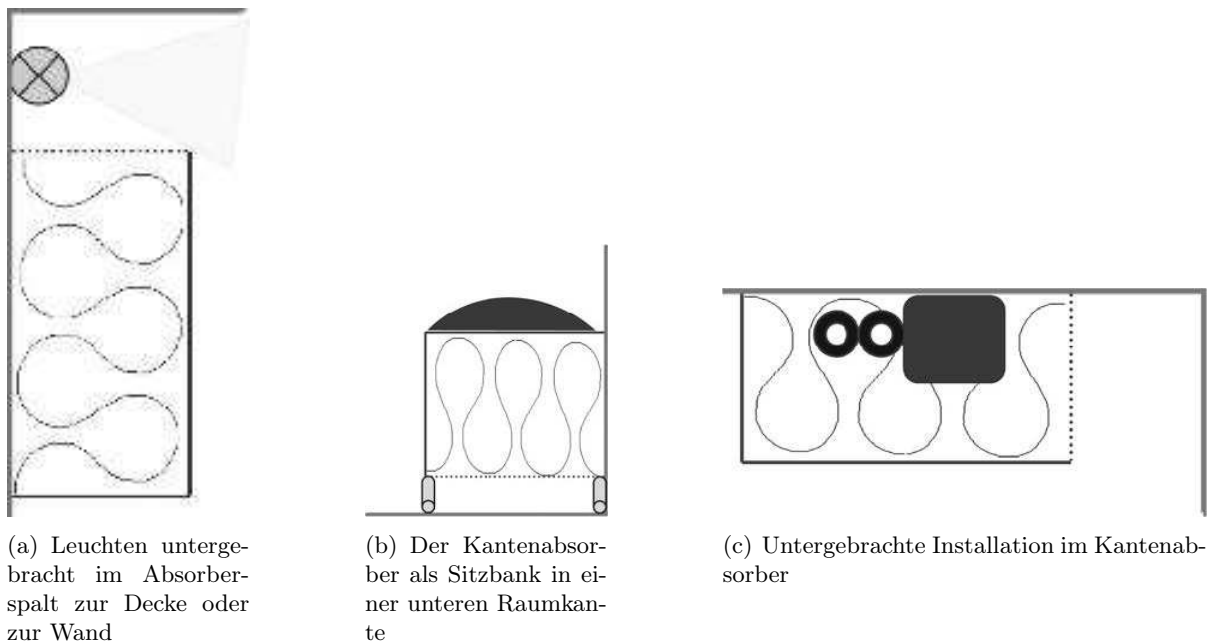 (a) Leuchten unterge-
bracht im Absorber-
spalt zur Decke oder
zur Wand
(b) Der Kantenabsor-
ber als Sitzbank in ei-
ner unteren Raumkan-
te
(c) Untergebrachte Installation im Kantenab-
sorber